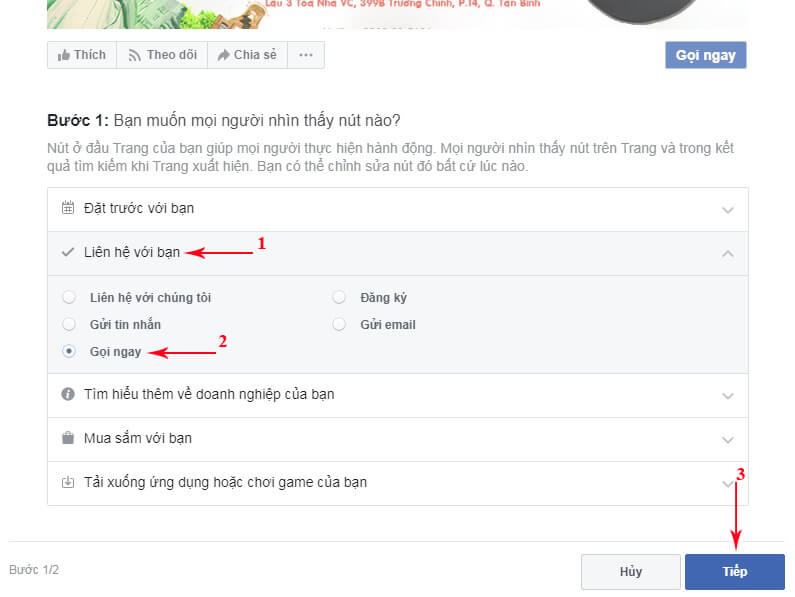 Lầu 3 Tòa Nhà VC, 399B Trường Chinh, P.14, Q. Tân Bình
Thích Theo dõi Chia sẻ ... Gọi ngay
Bước 1: Bạn muốn mọi người nhìn thấy nút nào?
Nút ở đầu Trang của bạn giúp mọi người thực hiện hành động. Mọi người nhìn thấy nút trên Trang và trong kết
quả tìm kiếm khi Trang xuất hiện. Bạn có thể chỉnh sửa nút đó bất cứ lúc nào.
Đặt trước với bạn
Liên hệ với bạn 1
Liên hệ với chúng tôi Đăng ký
Gửi tin nhắn Gửi email
Gọi ngay 2
Tìm hiểu thêm về doanh nghiệp của bạn
Mua sắm với bạn
Tải xuống ứng dụng hoặc chơi game của bạn
3
Bước 1/2 Hủy Tiếp